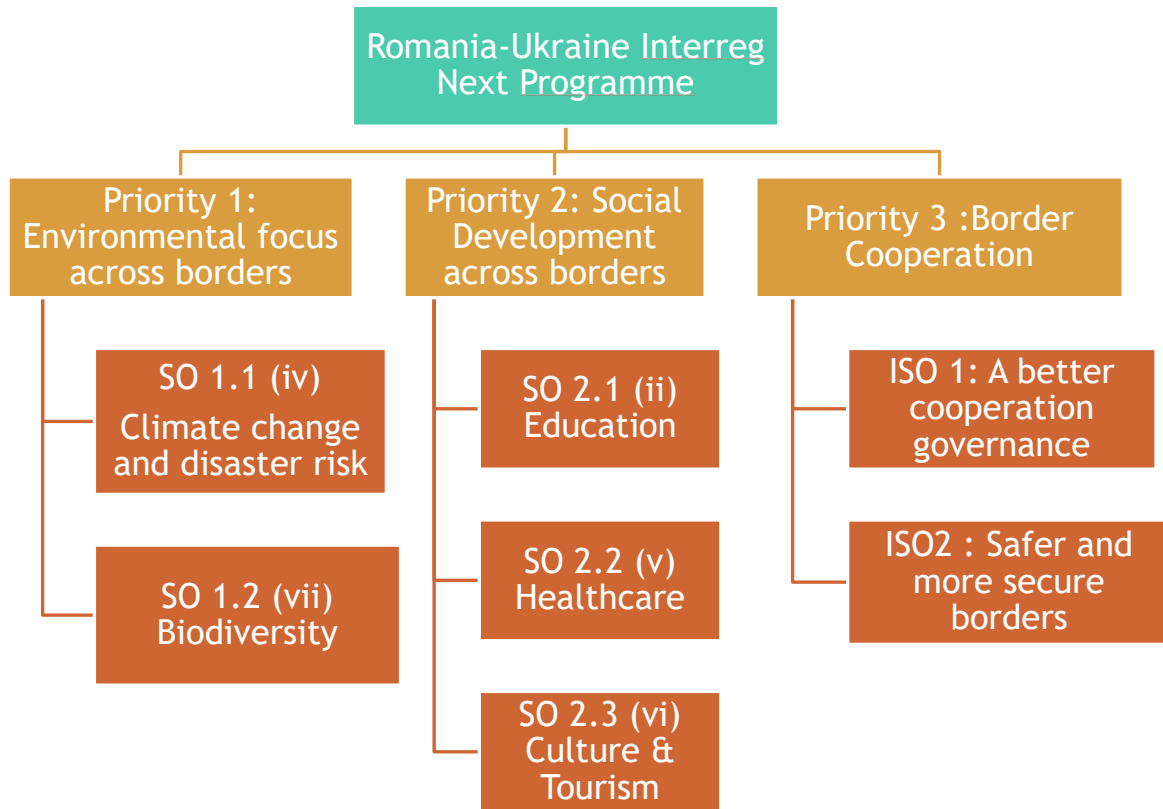 Romania-Ukraine Interreg
Next Programme
Priority 1:
Environmental focus
across borders
SO 1.1 (iv)
Climate change
and disaster risk
SO 1.2 (vii)
Biodiversity
Priority 2: Social
Development
across borders
SO 2.1 (ii)
Education
SO 2.2 (v)
Healthcare
SO 2.3 (vi)
Culture &
Tourism
Priority 3 :Border
Cooperation
ISO 1: A better
cooperation
governance
ISO2 : Safer and
more secure
borders